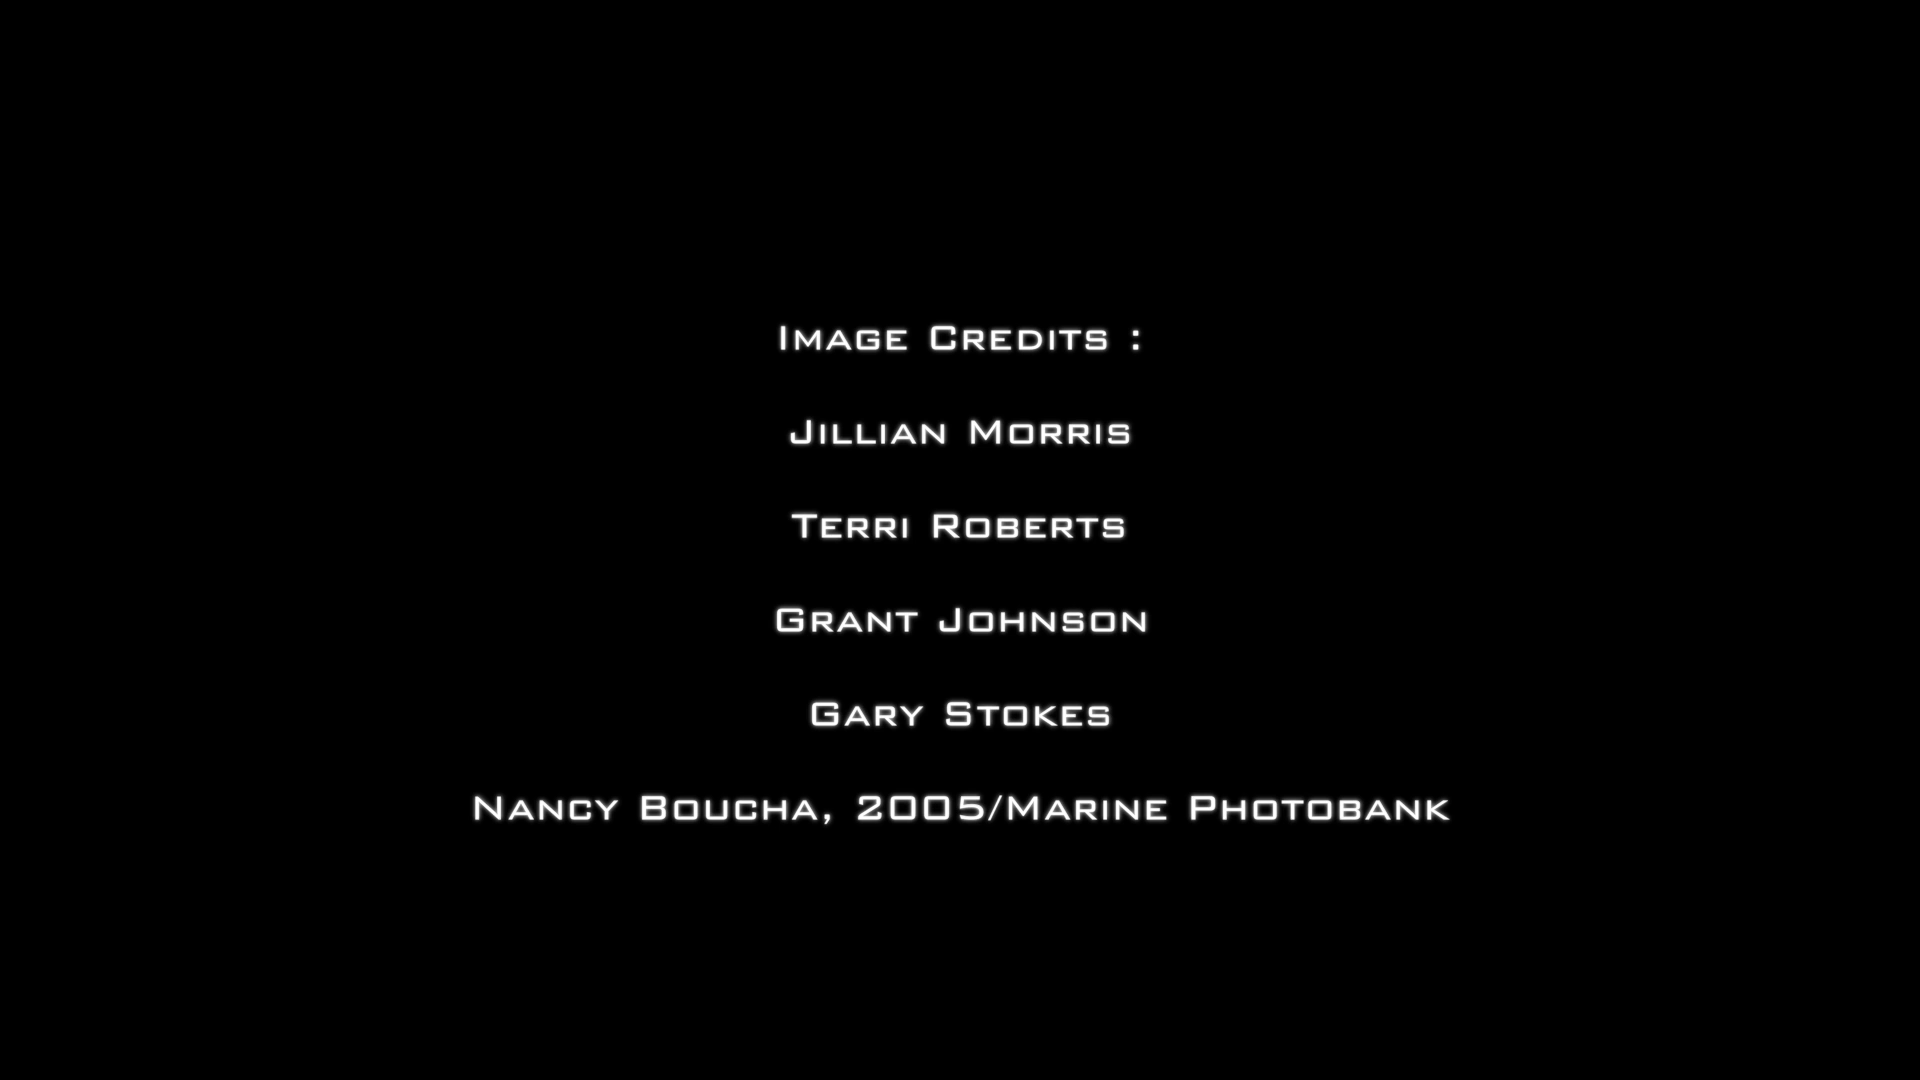 Image Credits :
Jillian Morris
Terri Roberts
Grant Johnson
Gary Stokes
Nancy Boucha, 2005/Marine Photobank